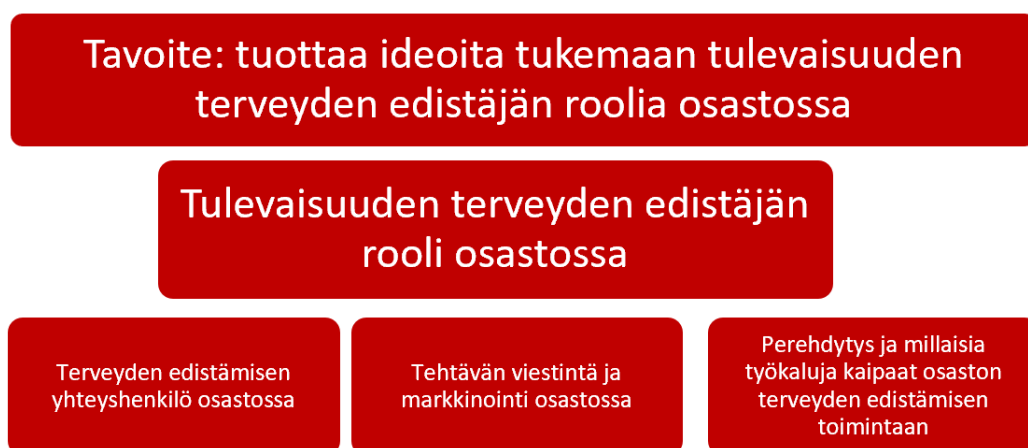 Tavoite: tuottaa ideoita tukemaan tulevaisuuden
terveyden edistäjän roolia osastossa
Tulevaisuuden terveyden edistäjän
rooli osastossa
Terveyden edistämisen
yhteyshenkilö osastossa
Tehtävän viestintä ja
markkinointi osastossa
Perehdytys ja millaisia
työkaluja kaipaat osaston
terveyden edistämisen
toimintaan